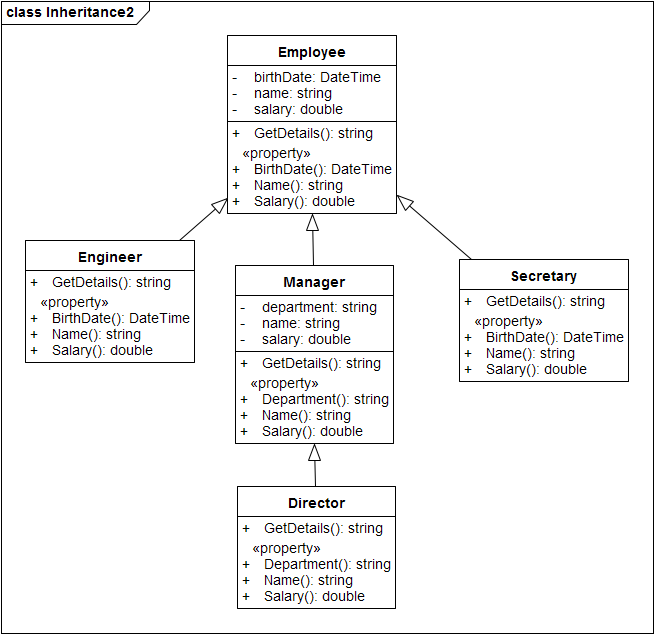 class Inheritance2
Employee
- birthDate: DateTime
- name: string
- salary: double
+ GetDetails(): string
«property»
+ BirthDate(): DateTime
+ Name(): string
+ Salary(): double
Engineer
+ GetDetails(): string
«property»
+ BirthDate(): DateTime
+ Name(): string
+ Salary(): double
Manager
- department: string
- name: string
- salary: double
+ GetDetails(): string
«property»
+ Department(): string
+ Name(): string
+ Salary(): double
Secretary
+ GetDetails(): string
«property»
+ BirthDate(): DateTime
+ Name(): string
+ Salary(): double
Director
+ GetDetails(): string
«property»
+ Department(): string
+ Name(): string
+ Salary(): double